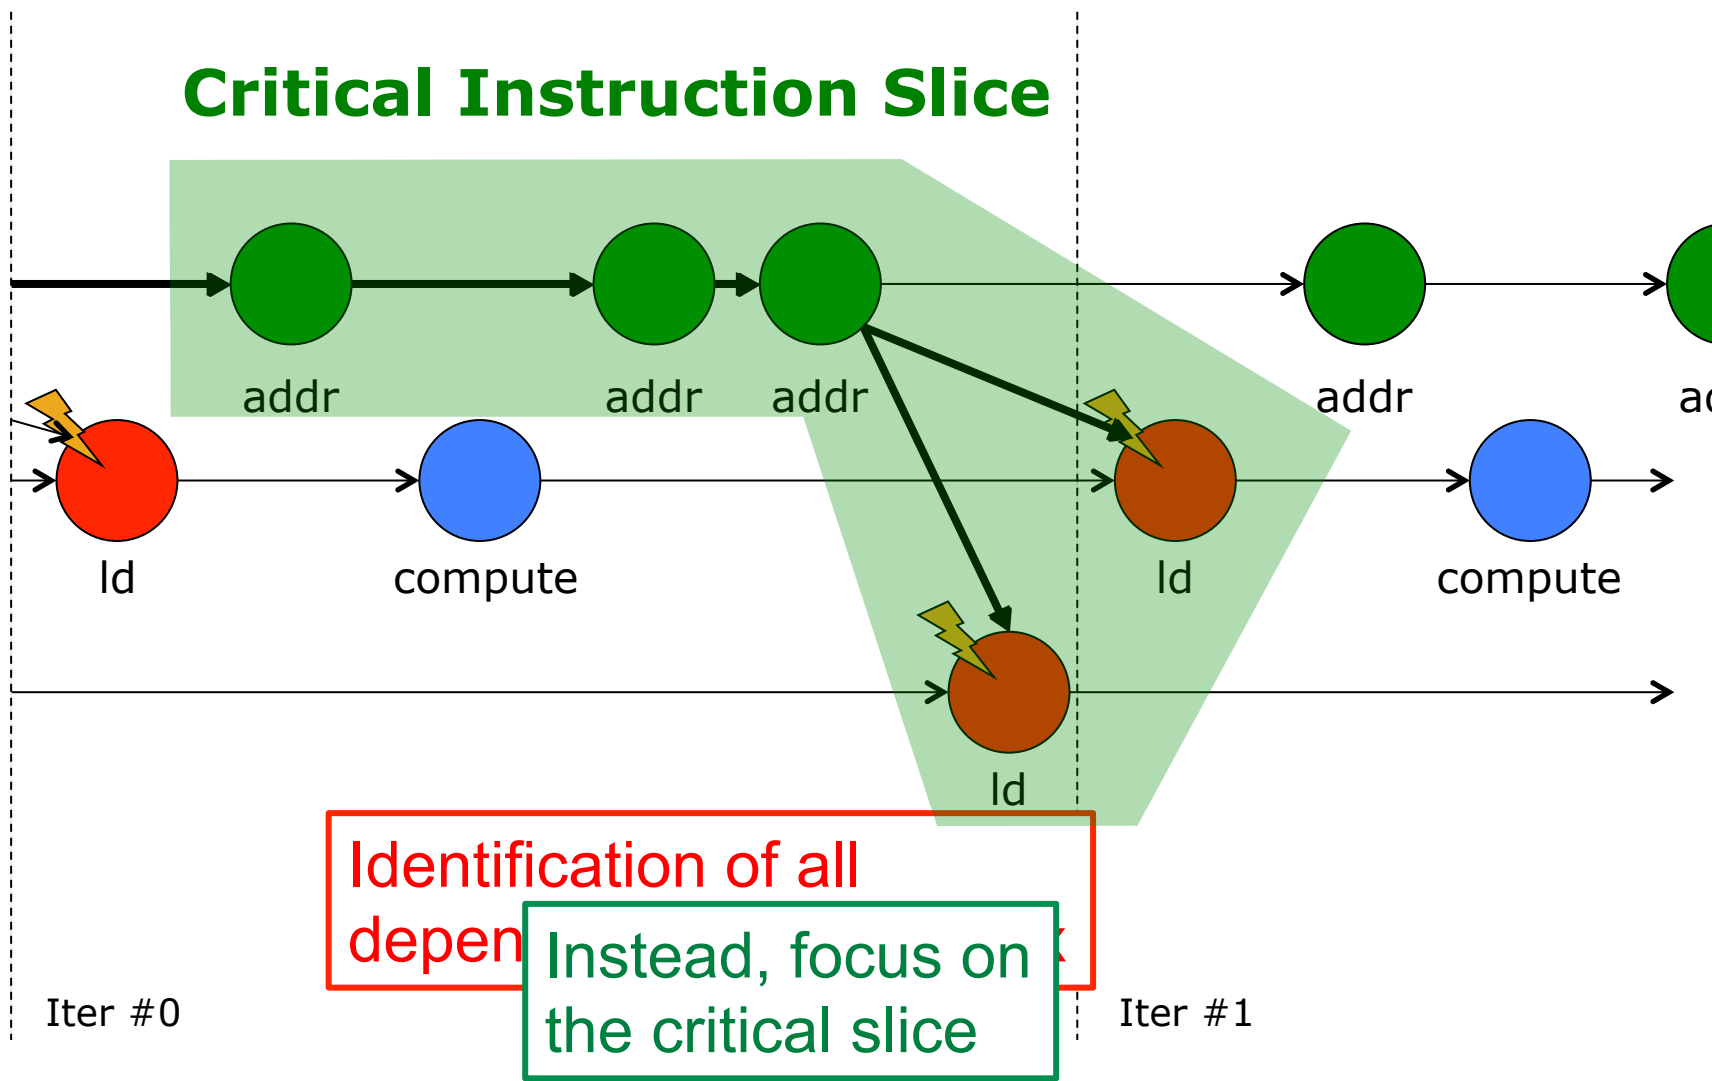 Critical Instruction Slice
addr addr addr addr
ld compute ld compute
ld
Identification of all
Instead, focus on
the critical slice
Iter #0 Iter #1